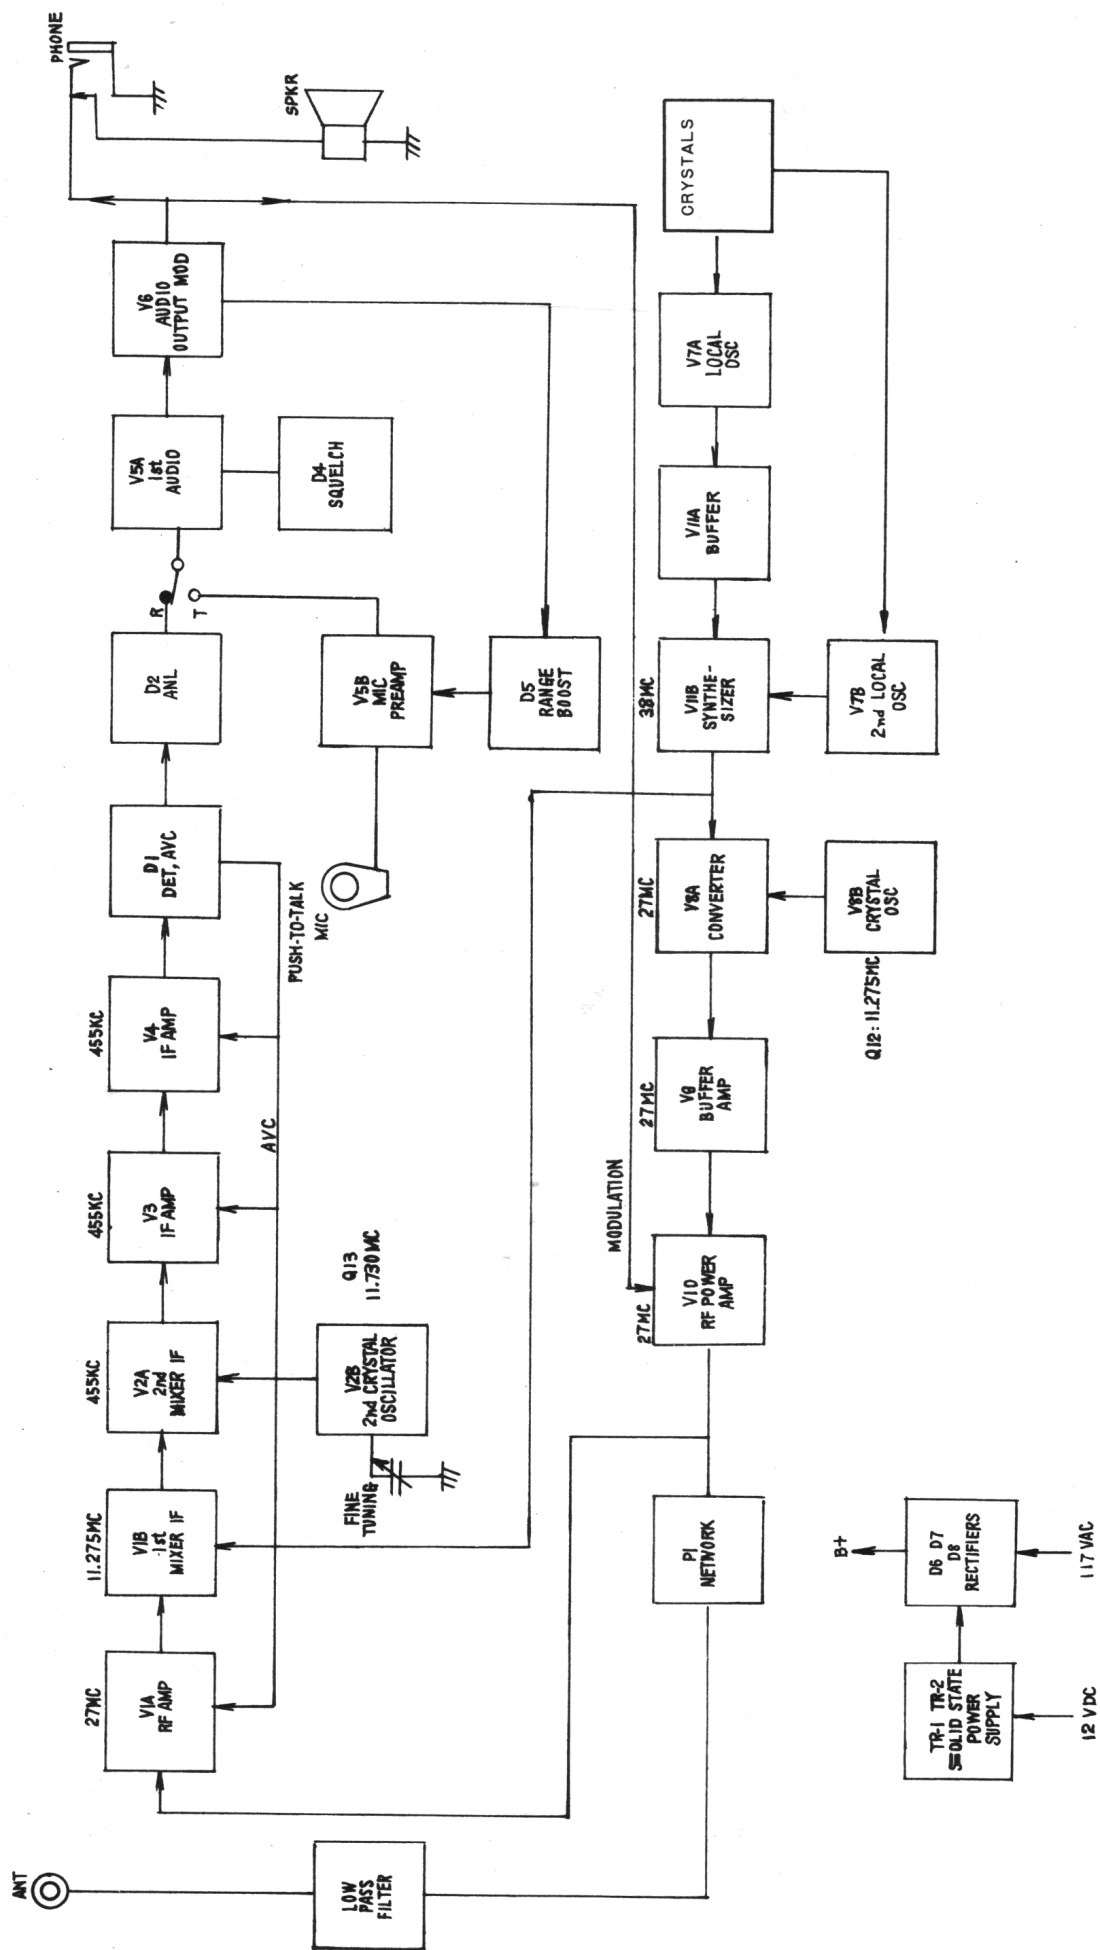 ANT
27MC
V1A
RF AMP
11.275MC
V1B
1st
MIXER IF
455KC
V2A
2nd
MIXER IF
455KC
V3
IF AMP
455KC
V4
IF AMP
D1
DET, AVC
D2
ANL
R
T
V5A
1st
AUDIO
V6
AUDIO
OUTPUT MOD
PHONE
SPKR
AVC
LOW
PASS
FILTER
FINE
TUNING
V2B
2nd CRYSTAL
OSCILLATOR
Q13
11.730 MC
PUSH-TO-TALK
MIC
V5B
MIC
PREAMP
D4
SQUELCH
D5
RANGE
BOOST
MODULATION
PI
NETWORK
27MC
V10
RF POWER
AMP
27MC
V9
BUFFER
AMP
27MC
V8A
CONVERTER
38MC
V11B
SYNTHE-
SIZER
V11A
BUFFER
V7A
LOCAL
OSC
CRYSTALS
Q12: 11.275MC
V8B
CRYSTAL
OSC
V7B
2nd LOCAL
OSC
TR-1 TR-2
SOLID STATE
POWER
SUPPLY
12 VDC
B+
D6 D7
D8
RECTIFIERS
117 VAC